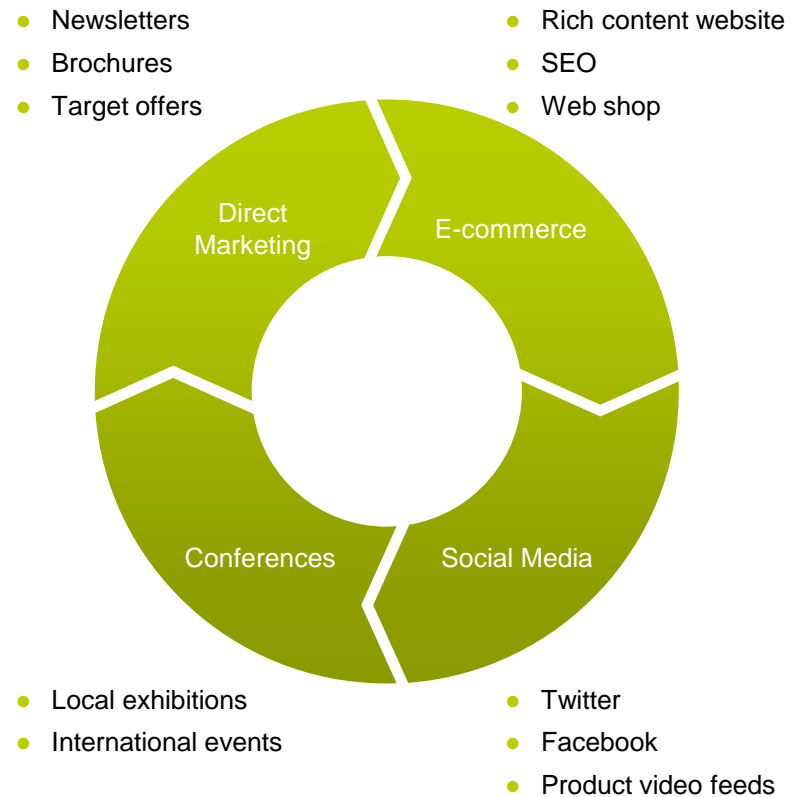 Newsletters
Brochures
Target offers
Rich content website
SEO
Web shop
Direct
Marketing
E-commerce
Conferences
Social Media
Local exhibitions
International events
Twitter
Facebook
Product video feeds